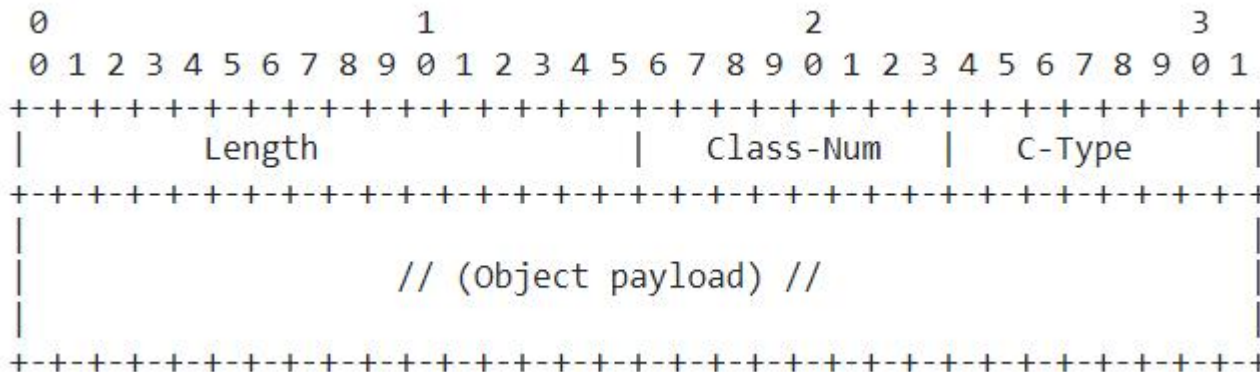 0                   1                   2                   3
0 1 2 3 4 5 6 7 8 9 0 1 2 3 4 5 6 7 8 9 0 1 2 3 4 5 6 7 8 9 0 1
+-+-+-+-+-+-+-+-+-+-+-+-+-+-+-+-+-+-+-+-+-+-+-+-+-+-+-+-+-+-+-+-+
|         Length                |   Class-Num   |   C-Type      |
+-+-+-+-+-+-+-+-+-+-+-+-+-+-+-+-+-+-+-+-+-+-+-+-+-+-+-+-+-+-+-+-+
|                                                               |
|                   // (Object payload) //                      |
|                                                               |
+-+-+-+-+-+-+-+-+-+-+-+-+-+-+-+-+-+-+-+-+-+-+-+-+-+-+-+-+-+-+-+-+